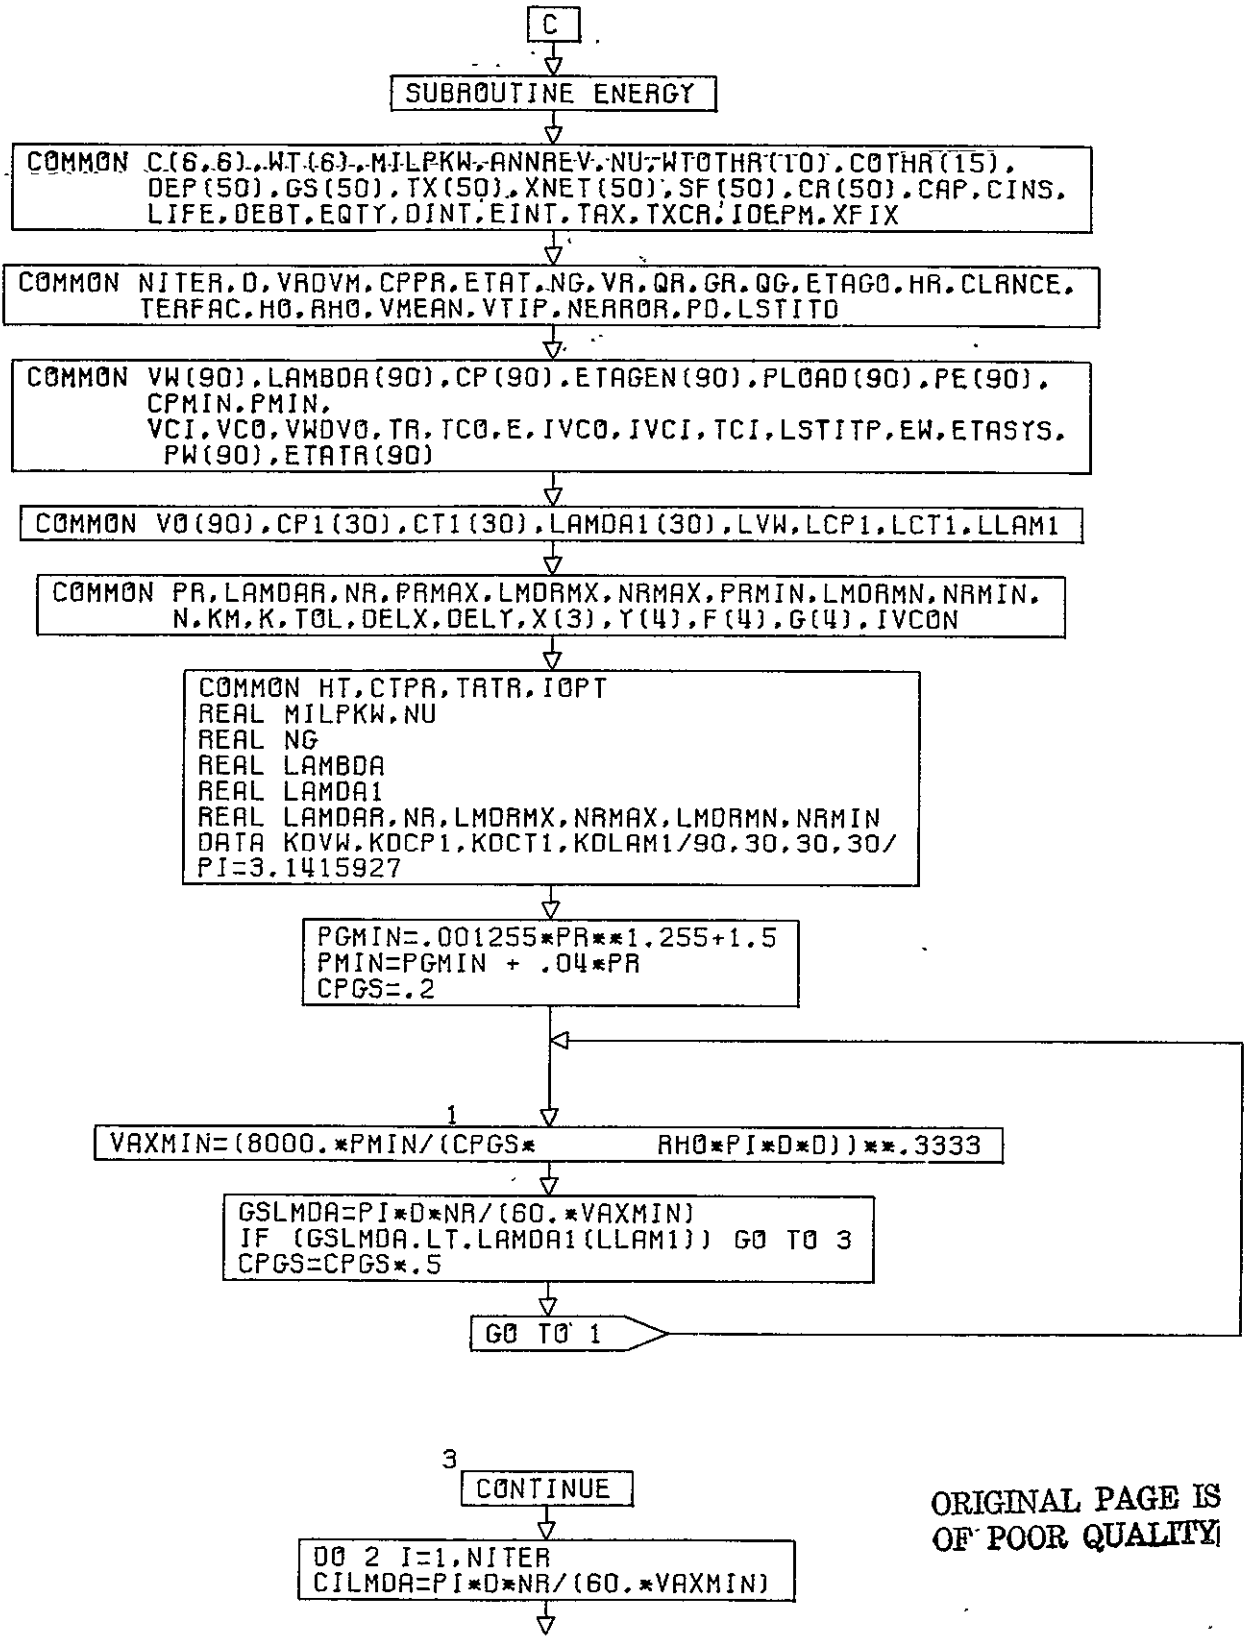 C
SUBROUTINE ENERGY
COMMON C(6,6),WT(6),MILPKW,ANNREV,NU,WTOTHR(10),COTHR(15),
DEP(50),GS(50),TX(50),XNET(50),SF(50),CR(50),CAP,CINS,
LIFE,DEBT,EQTY,DINT,EINT,TAX,TXCR,IDEPM,XFIX
COMMON NITER,D,VRDVM,CPPR,ETAT,NG,VR,QR,GR,QG,ETAGO,HR,CLRNCE,
TERFAC,HO,RHO,VMEAN,VTIP,NERROR,PD,LSTITD
COMMON VW(90),LAMBDA(90),CP(90),ETAGEN(90),PLOAD(90),PE(90),
CPMIN,PMIN,
VCI,VCO,VWDVO,TR,TCO,E,IVCO,IVCI,TCI,LSTITP,EW,ETASYS,
PW(90),ETATR(90)
COMMON VO(90),CP1(30),CT1(30),LAMDA1(30),LVW,LCP1,LCT1,LLAM1
COMMON PR,LAMDAR,NR,PRMAX,LMDRMX,NRMAX,PRMIN,LMDRMN,NRMIN,
N,KM,K,TOL,DELX,DELY,X(3),Y(4),F(4),G(4),IVCON
COMMON HT,CTPR,TRTR,IOPT
REAL MILPKW,NU
REAL NG
REAL LAMBDA
REAL LAMDA1
REAL LAMDAR,NR,LMDRMX,NRMAX,LMDRMN,NRMIN
DATA KDVW,KDCP1,KDCT1,KDLAM1/90,30,30,30/
PI=3.1415927
PGMIN=.001255*PR**1.255+1.5
PMIN=PGMIN + .04*PR
CPGS=.2
1
VAXMIN=(8000.*PMIN/(CPGS* RHO*PI*D*D))**.3333
GSLMDA=PI*D*NR/(60.*VAXMIN)
IF (GSLMDA.LT.LAMDA1(LLAM1)) GO TO 3
CPGS=CPGS*.5
GO TO 1
3
CONTINUE
DO 2 I=1,NITER
CILMDA=PI*D*NR/(60.*VAXMIN)
ORIGINAL PAGE IS
OF POOR QUALITY